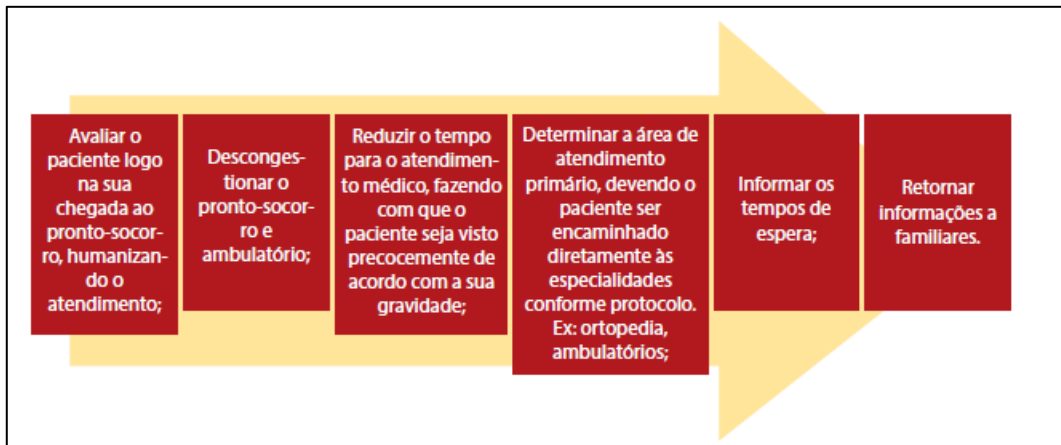 Avaliar o
paciente logo
na sua
chegada ao
pronto-socor-
ro, humanizan-
do o
atendimento;
Desconges-
tionar o
pronto-socor-
ro e
ambulatório;
Reduzir o tempo
para o atendimen-
to médico, fazendo
com que o
paciente seja visto
precocemente de
acordo com a sua
gravidade;
Determinar a área de
atendimento
primário, devendo o
paciente ser
encaminhado
diretamente às
especialidades
conforme protocolo.
Ex: ortopedia,
ambulatórios;
Informar os
tempos de
espera;
Retornar
informações a
familiares.